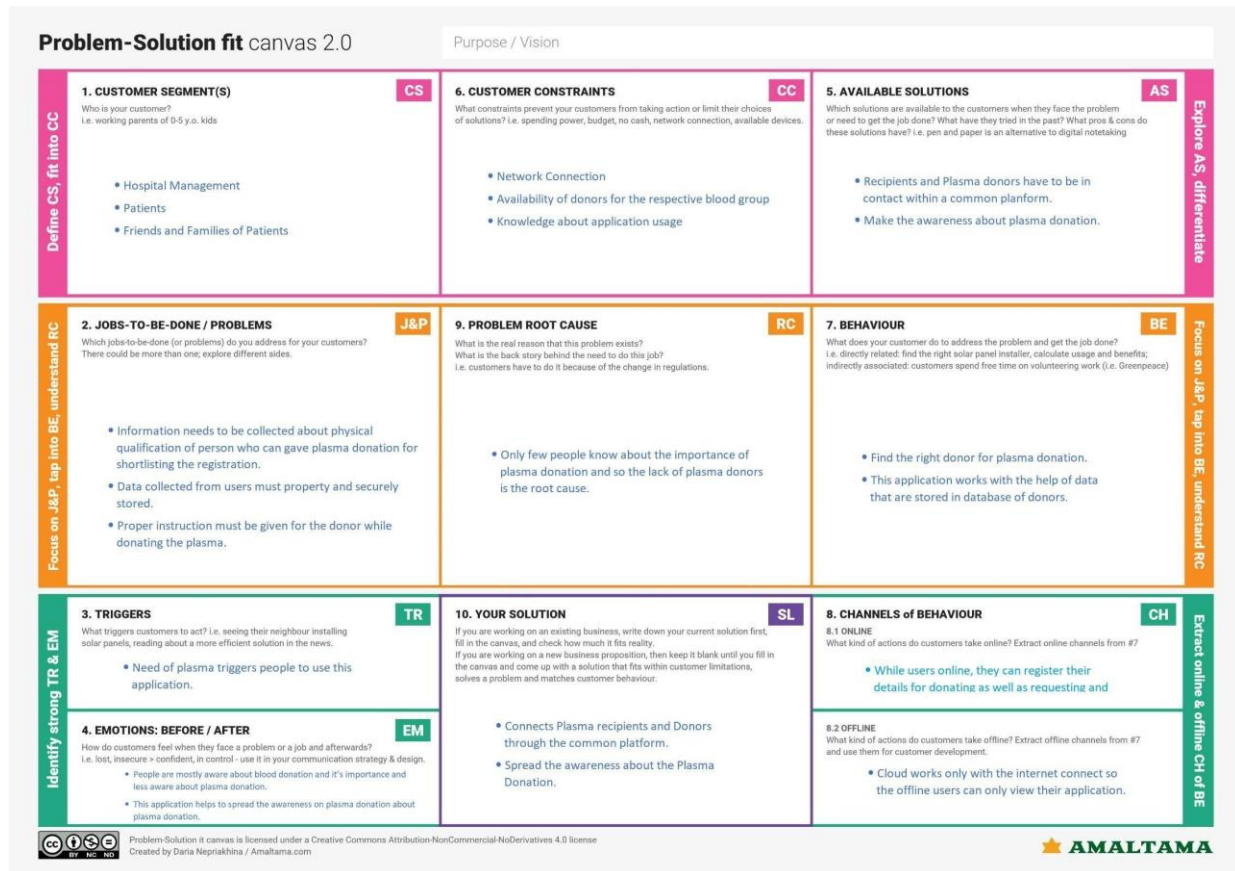 Problem-Solution fit canvas 2.0
Purpose / Vision
Define CS, fit into CC
1. CUSTOMER SEGMENT(S)
CS
Who is your customer?
i.e. working parents of 0-5 y.o. kids
• Hospital Management
• Patients
• Friends and Families of Patients
6. CUSTOMER CONSTRAINTS
CC
What constraints prevent your customers from taking action or limit their choices
of solutions? i.e. spending power, budget, no cash, network connection, available devices.
• Network Connection
• Availability of donors for the respective blood group
• Knowledge about application usage
5. AVAILABLE SOLUTIONS
AS
Which solutions are available to the customers when they face the problem
or need to get the job done? What have they tried in the past? What pros & cons do
these solutions have? i.e. pen and paper is an alternative to digital notetaking
• Recipients and Plasma donors have to be in
contact within a common planform.
• Make the awareness about plasma donation.
Explore AS, differentiate
Focus on J&P, tap into BE, understand RC
2. JOBS-TO-BE-DONE / PROBLEMS
J&P
Which jobs-to-be-done (or problems) do you address for your customers?
There could be more than one; explore different sides.
• Information needs to be collected about physical
qualification of person who can gave plasma donation for
shortlisting the registration.
• Data collected from users must property and securely
stored.
• Proper instruction must be given for the donor while
donating the plasma.
9. PROBLEM ROOT CAUSE
RC
What is the real reason that this problem exists?
What is the back story behind the need to do this job?
i.e. customers have to do it because of the change in regulations.
• Only few people know about the importance of
plasma donation and so the lack of plasma donors
is the root cause.
7. BEHAVIOUR
BE
What does your customer do to address the problem and get the job done?
i.e. directly related: find the right solar panel installer, calculate usage and benefits;
indirectly associated: customers spend free time on volunteering work (i.e. Greenpeace)
• Find the right donor for plasma donation.
• This application works with the help of data
that are stored in database of donors.
Focus on J&P, tap into BE, understand RC
Identify strong TR & EM
3. TRIGGERS
TR
What triggers customers to act? i.e. seeing their neighbour installing
solar panels, reading about a more efficient solution in the news.
• Need of plasma triggers people to use this
application.
4. EMOTIONS: BEFORE / AFTER
EM
How do customers feel when they face a problem or a job and afterwards?
i.e. lost, insecure > confident, in control - use it in your communication strategy & design.
• People are mostly aware about blood donation and it's importance and
less aware about plasma donation.
• This application helps to spread the awareness on plasma donation about
plasma donation.
10. YOUR SOLUTION
SL
If you are working on an existing business, write down your current solution first,
fill in the canvas, and check how much it fits reality.
If you are working on a new business proposition, then keep it blank until you fill in
the canvas and come up with a solution that fits within customer limitations,
solves a problem and matches customer behaviour.
• Connects Plasma recipients and Donors
through the common platform.
• Spread the awareness about the Plasma
Donation.
8. CHANNELS of BEHAVIOUR
CH
8.1 ONLINE
What kind of actions do customers take online? Extract online channels from #7
• While users online, they can register their
details for donating as well as requesting and
8.2 OFFLINE
What kind of actions do customers take offline? Extract offline channels from #7
and use them for customer development.
• Cloud works only with the internet connect so
the offline users can only view their application.
Extract online & offline CH of BE
CC BY NC ND
Problem-Solution it canvas is licensed under a Creative Commons Attribution-NonCommercial-NoDerivatives 4.0 license
Created by Daria Nepriakhina / Amaltama.com
AMALTAMA